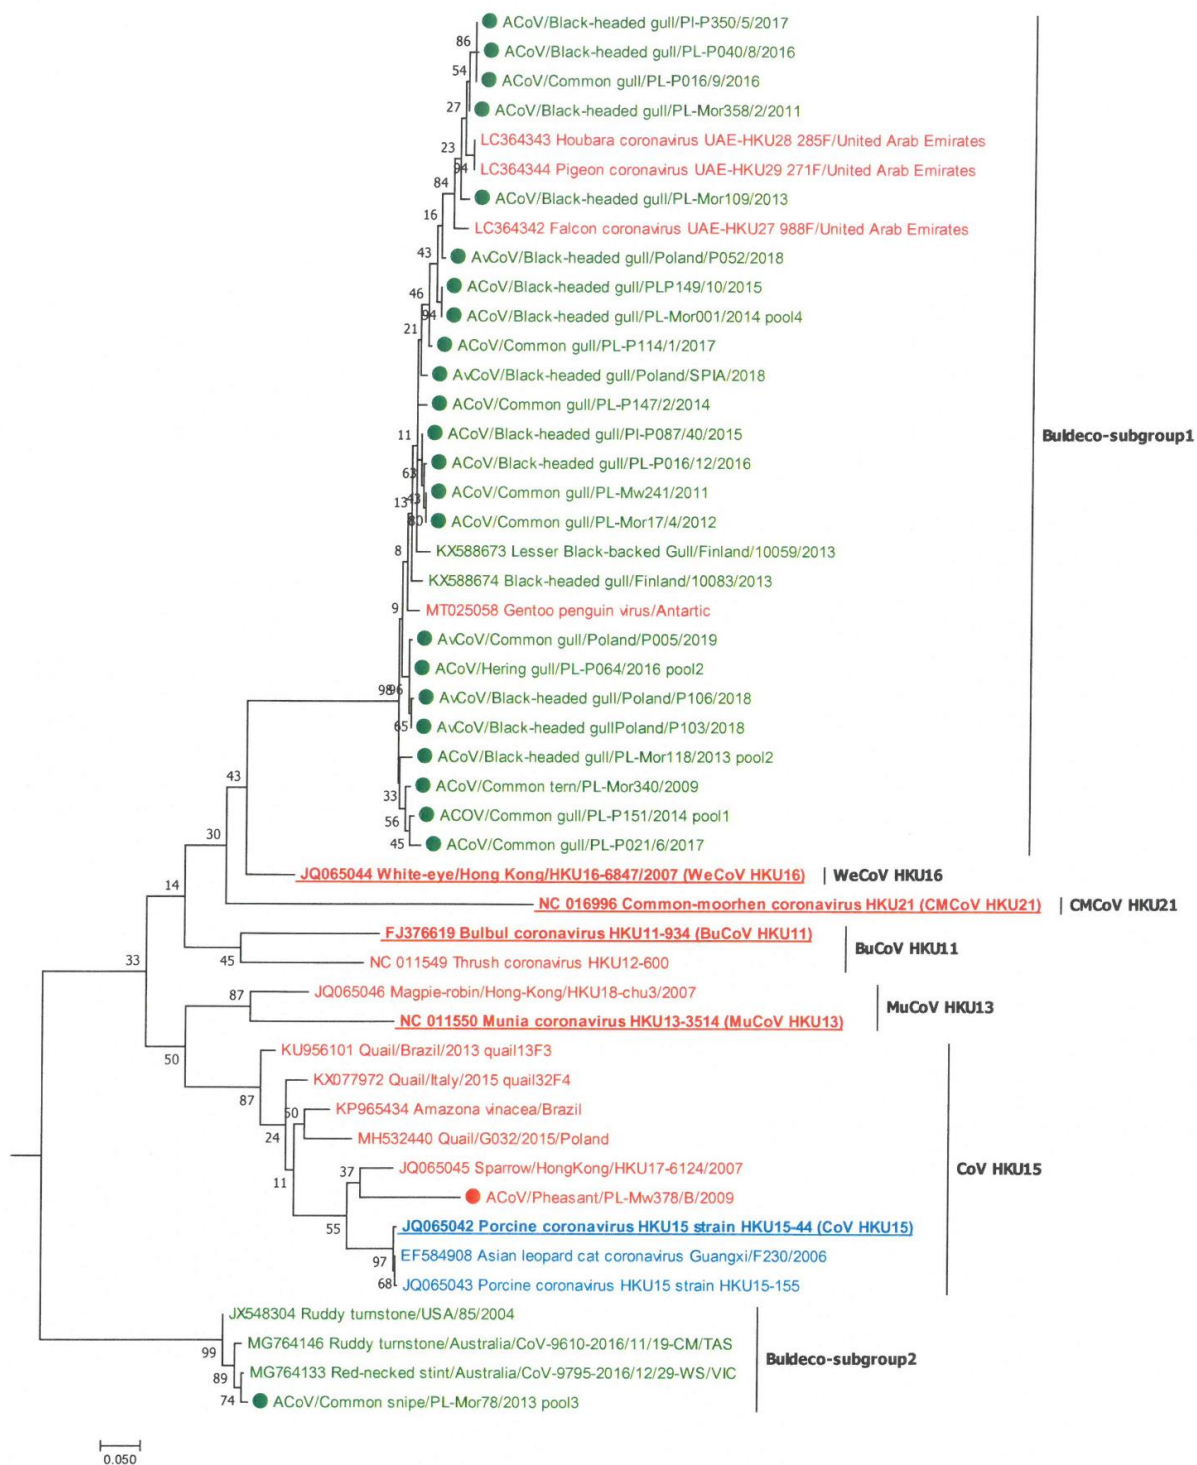 ACoV/Black-headed gull/Pl-P350/5/2017
86
ACoV/Black-headed gull/PL-P040/8/2016
54
ACoV/Common gull/PL-P016/9/2016
27
ACoV/Black-headed gull/PL-Mor358/2/2011
LC364343 Houbara coronavirus UAE-HKU28 285F/United Arab Emirates
23
94
LC364344 Pigeon coronavirus UAE-HKU29 271F/United Arab Emirates
84
ACoV/Black-headed gull/PL-Mor109/2013
16
LC364342 Falcon coronavirus UAE-HKU27 988F/United Arab Emirates
43
AvCoV/Black-headed gull/Poland/P052/2018
46
ACoV/Black-headed gull/PLP149/10/2015
94
ACoV/Black-headed gull/PL-Mor001/2014 pool4
21
ACoV/Common gull/PL-P114/1/2017
AvCoV/Black-headed gull/Poland/SPIA/2018
ACoV/Common gull/PL-P147/2/2014
11
ACoV/Black-headed gull/Pl-P087/40/2015
Buldeco-subgroup1
63
ACoV/Black-headed gull/PL-P016/12/2016
13
43
ACoV/Common gull/PL-Mw241/2011
80
ACoV/Common gull/PL-Mor17/4/2012
8
KX588673 Lesser Black-backed Gull/Finland/10059/2013
KX588674 Black-headed gull/Finland/10083/2013
9
MT025058 Gentoo penguin virus/Antartic
AvCoV/Common gull/Poland/P005/2019
ACoV/Hering gull/PL-P064/2016 pool2
98
96
AvCoV/Black-headed gull/Poland/P106/2018
65
AvCoV/Black-headed gullPoland/P103/2018
ACoV/Black-headed gull/PL-Mor118/2013 pool2
43
33
ACoV/Common tern/PL-Mor340/2009
56
ACOV/Common gull/PL-P151/2014 pool1
30
45
ACoV/Common gull/PL-P021/6/2017
JQ065044 White-eye/Hong Kong/HKU16-6847/2007 (WeCoV HKU16)
WeCoV HKU16
14
NC 016996 Common-moorhen coronavirus HKU21 (CMCoV HKU21)
CMCoV HKU21
FJ376619 Bulbul coronavirus HKU11-934 (BuCoV HKU11)
BuCoV HKU11
33
45
NC 011549 Thrush coronavirus HKU12-600
87
JQ065046 Magpie-robin/Hong-Kong/HKU18-chu3/2007
MuCoV HKU13
NC 011550 Munia coronavirus HKU13-3514 (MuCoV HKU13)
50
KU956101 Quail/Brazil/2013 quail13F3
KX077972 Quail/Italy/2015 quail32F4
87
50
KP965434 Amazona vinacea/Brazil
24
MH532440 Quail/G032/2015/Poland
37
JQ065045 Sparrow/HongKong/HKU17-6124/2007
CoV HKU15
11
ACoV/Pheasant/PL-Mw378/B/2009
55
JQ065042 Porcine coronavirus HKU15 strain HKU15-44 (CoV HKU15)
97
EF584908 Asian leopard cat coronavirus Guangxi/F230/2006
68
JQ065043 Porcine coronavirus HKU15 strain HKU15-155
JX548304 Ruddy turnstone/USA/85/2004
99
MG764146 Ruddy turnstone/Australia/CoV-9610-2016/11/19-CM/TAS
Buldeco-subgroup2
89
MG764133 Red-necked stint/Australia/CoV-9795-2016/12/29-WS/VIC
74
ACoV/Common snipe/PL-Mor78/2013 pool3
0.050